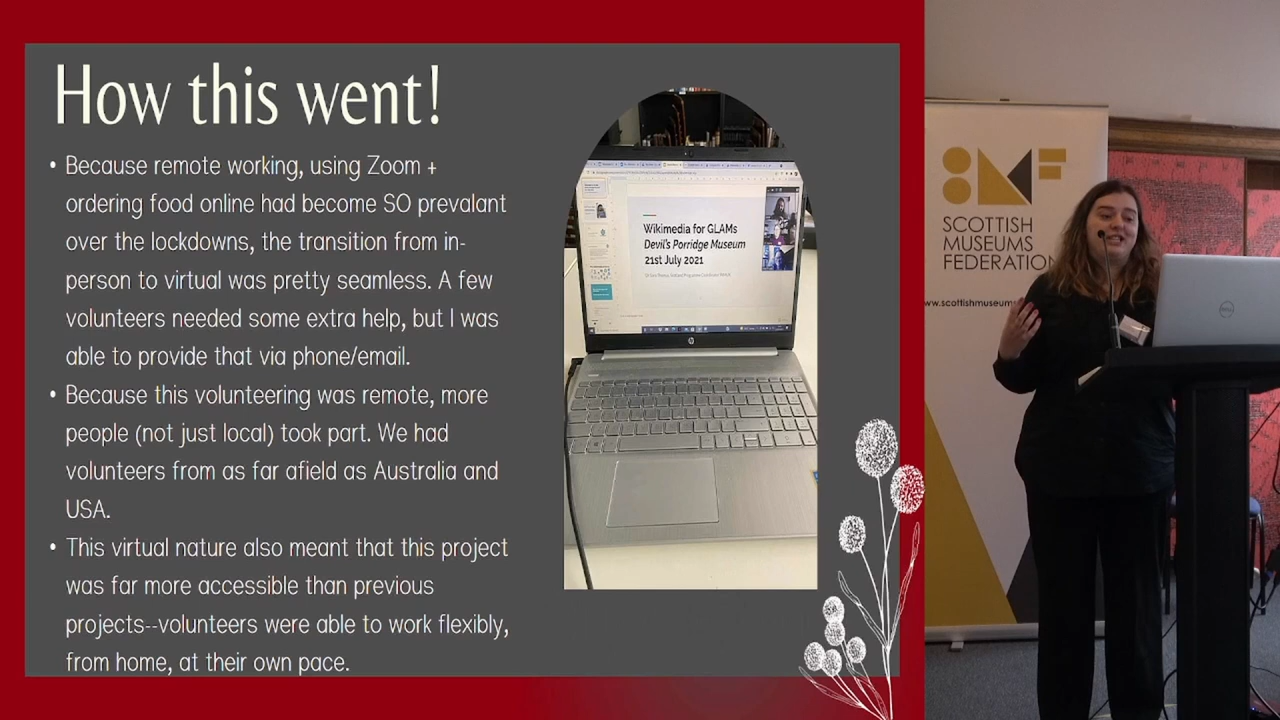 How this went!
• Because remote working, using Zoom +
ordering food online had become SO prevalant
over the lockdowns, the transition from in-
person to virtual was pretty seamless. A few
volunteers needed some extra help, but I was
able to provide that via phone/email.
• Because this volunteering was remote, more
people (not just local) took part. We had
volunteers from as far afield as Australia and
USA.
• This virtual nature also meant that this project
was far more accessible than previous
projects--volunteers were able to work flexibly,
from home, at their own pace.
Wikimedia for GLAMs
Devil's Porridge Museum
21st July 2021
hp
SMF
SCOTTISH
MUSEUMS
FEDERATION
www.scottishmuseums
DELL